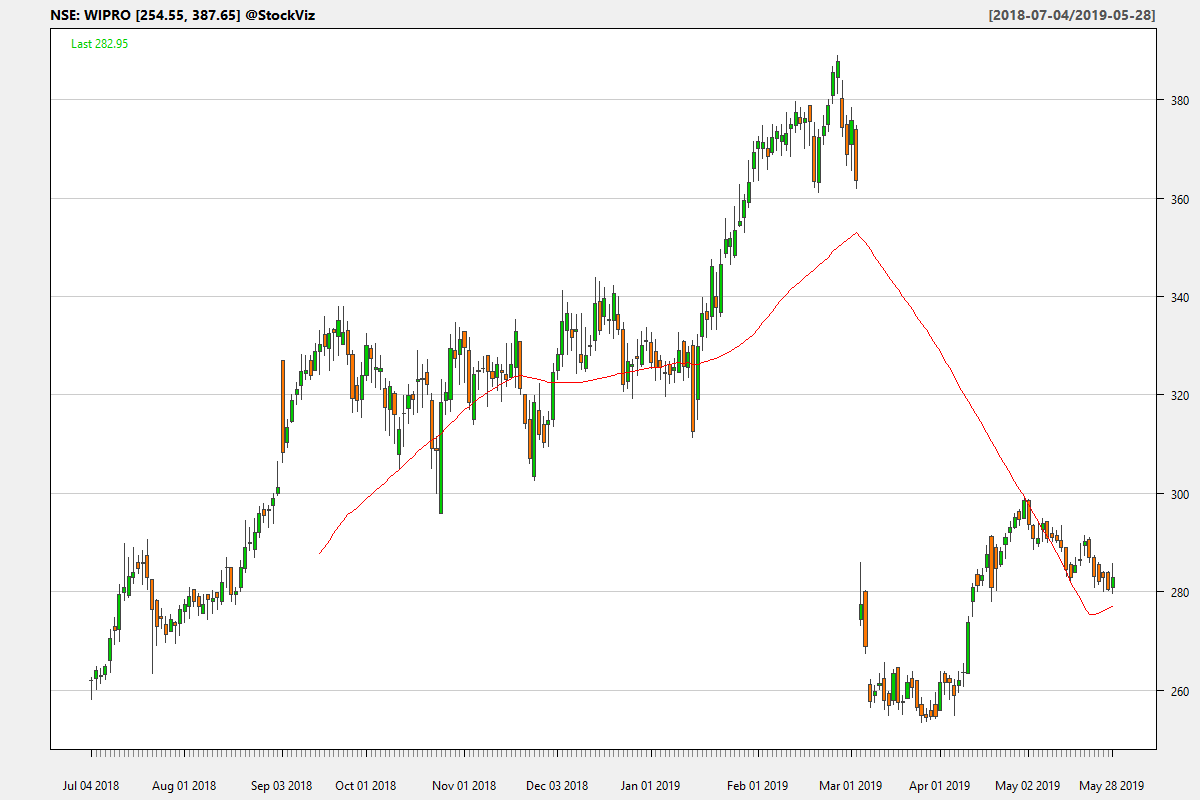 NSE: WIPRO [254.55, 387.65] @StockViz [2018-07-04/2019-05-28]
Last 282.95
380
360
340
320
300
280
260
Jul 04 2018 Aug 01 2018 Sep 03 2018 Oct 01 2018 Nov 01 2018 Dec 03 2018 Jan 01 2019 Feb 01 2019 Mar 01 2019 Apr 01 2019 May 02 2019 May 28 2019